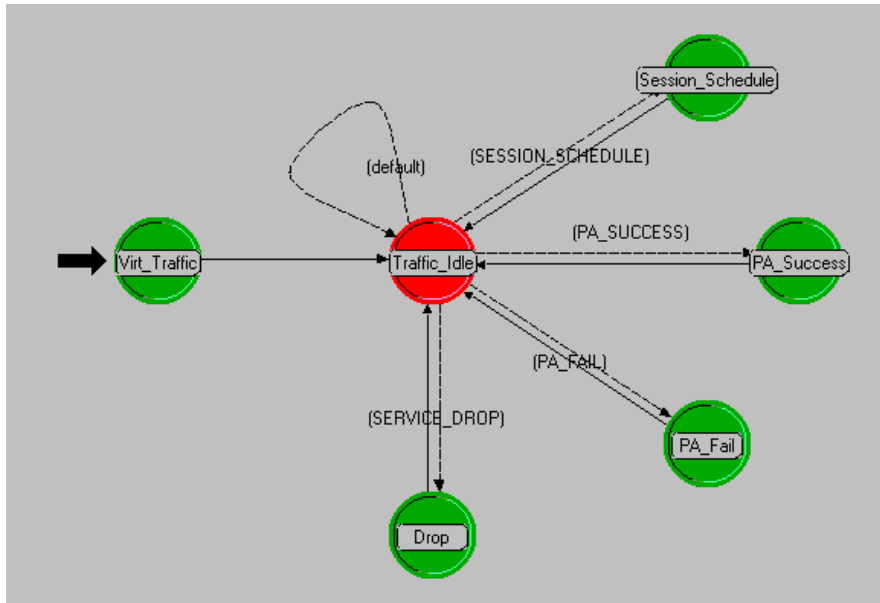 Session_Schedule
(SESSION_SCHEDULE)
(default)
(PA_SUCCESS)
Virt_Traffic
Traffic_Idle
PA_Success
(PA_FAIL)
(SERVICE_DROP)
PA_Fail
Drop